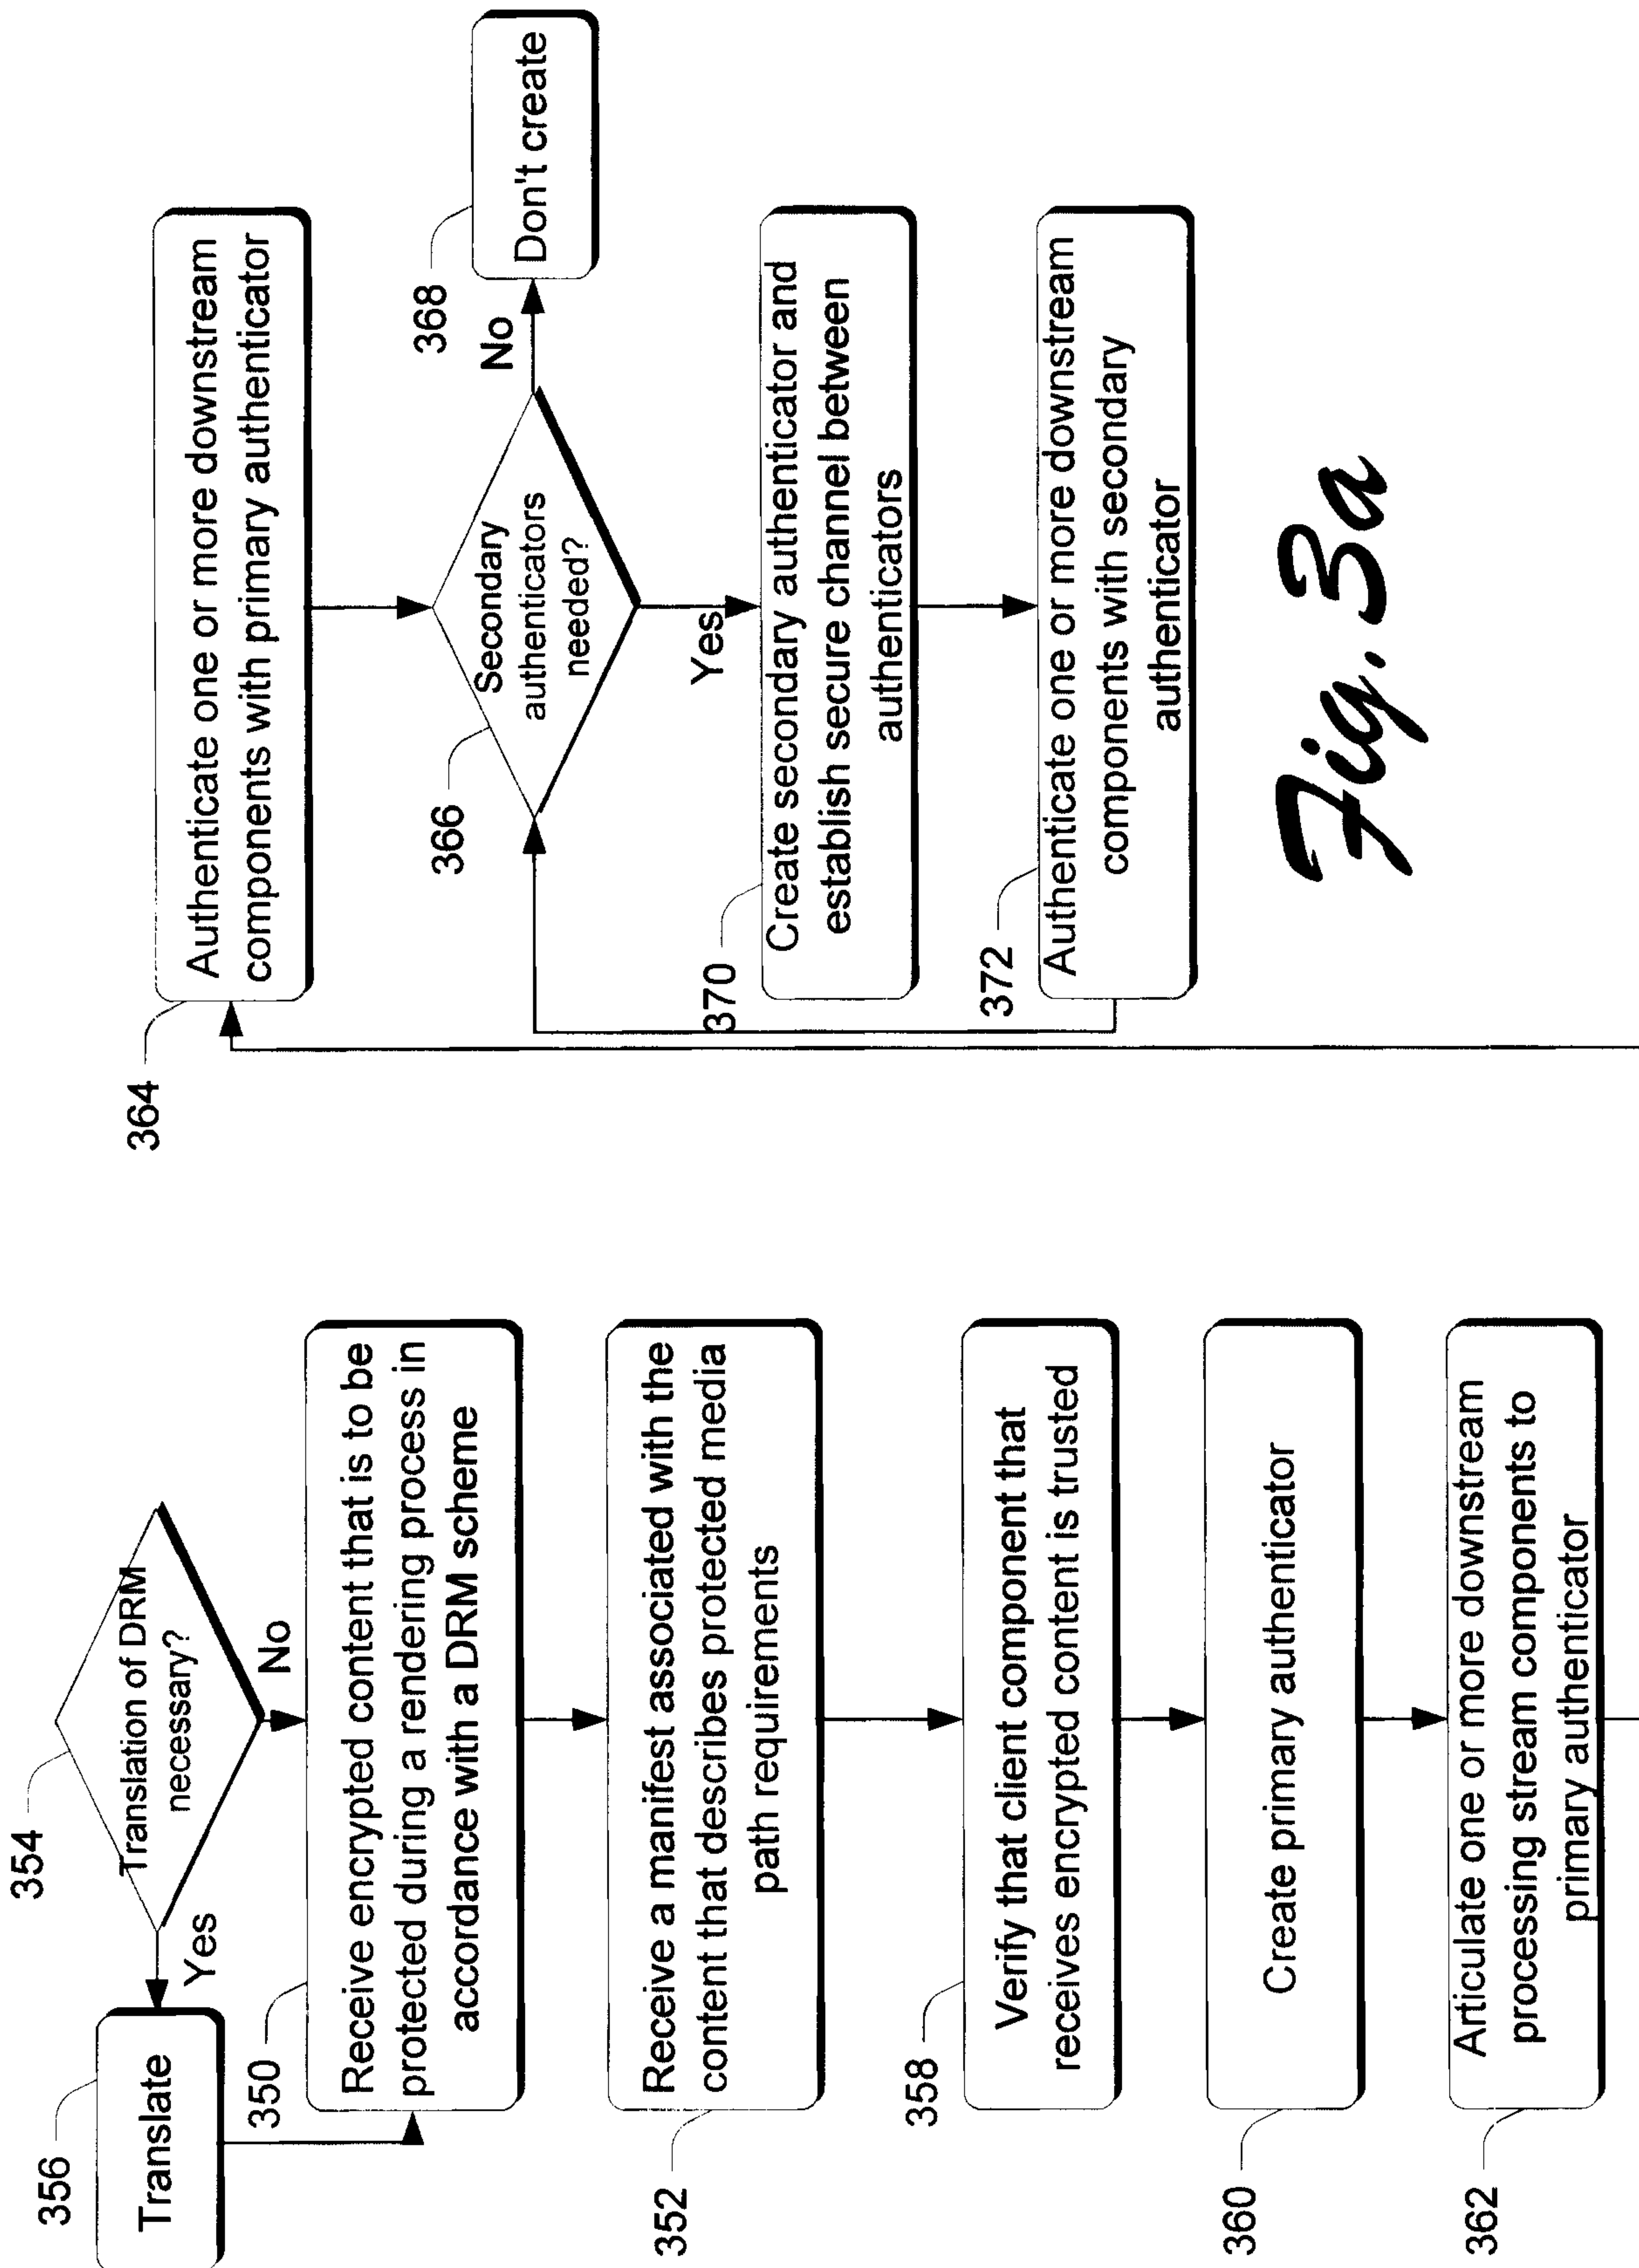 354
Translation of DRM
necessary?
Yes
No
356
Translate
350
Receive encrypted content that is to be
protected during a rendering process in
accordance with a DRM scheme
352
Receive a manifest associated with the
content that describes protected media
path requirements
358
Verify that client component that
receives encrypted content is trusted
360
Create primary authenticator
362
Articulate one or more downstream
processing stream components to
primary authenticator
364
Authenticate one or more downstream
components with primary authenticator
366
Secondary
authenticators
needed?
No
368
Don't create
Yes
370
Create secondary authenticator and
establish secure channel between
authenticators
372
Authenticate one or more downstream
components with secondary
authenticator
Fig. 3a